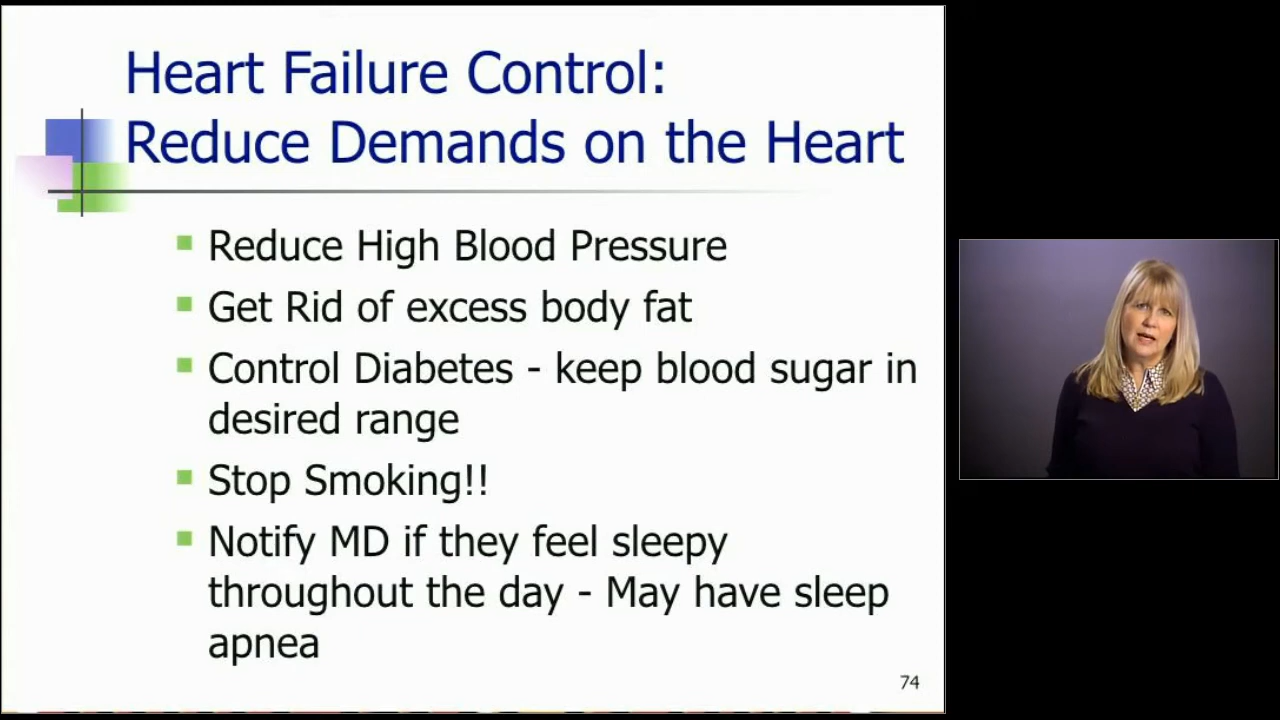 Heart Failure Control:
Reduce Demands on the Heart
Reduce High Blood Pressure
Get Rid of excess body fat
Control Diabetes - keep blood sugar in
desired range
Stop Smoking!!
Notify MD if they feel sleepy
throughout the day - May have sleep
apnea
74